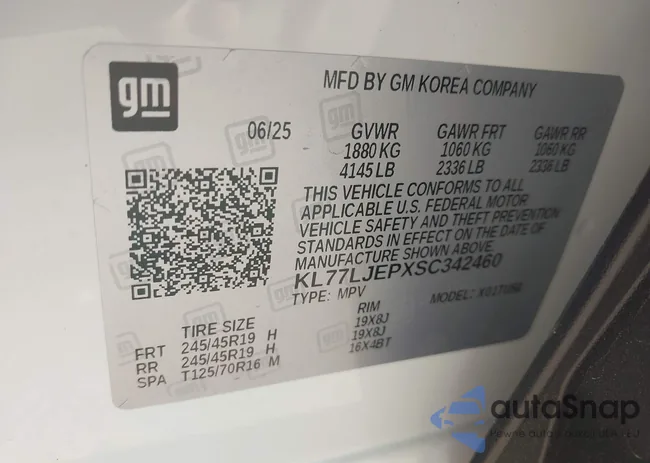 gm
MFD BY GM KOREA COMPANY
06/25 GVWR GAWR FRT GAWR RR
1880 KG 1060 KG 1060 KG
4145 LB 2336 LB 2336 LB
THIS VEHICLE CONFORMS TO ALL
APPLICABLE U.S. FEDERAL MOTOR
VEHICLE SAFETY AND THEFT PREVENTION
STANDARDS IN EFFECT ON THE DATE OF
MANUFACTURE SHOWN ABOVE.
KL77LJEPXSC342460
TYPE: MPV MODEL:
TIRE SIZE RIM
FRT 245/45R19 H 19X8J
RR 245/45R19 H 19X8J
SPA T125/70R16 M 16X4BT
autaSnap